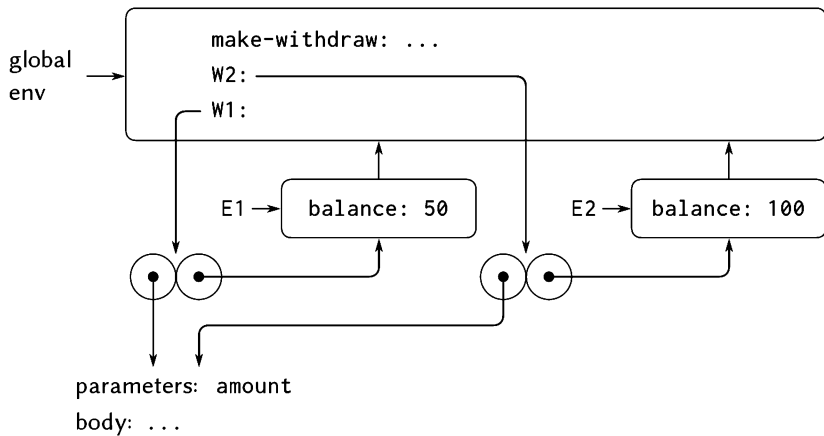 make-withdraw: ...
global
env
W2:
W1:
E1
balance: 50
E2
balance: 100
parameters: amount
body: ...